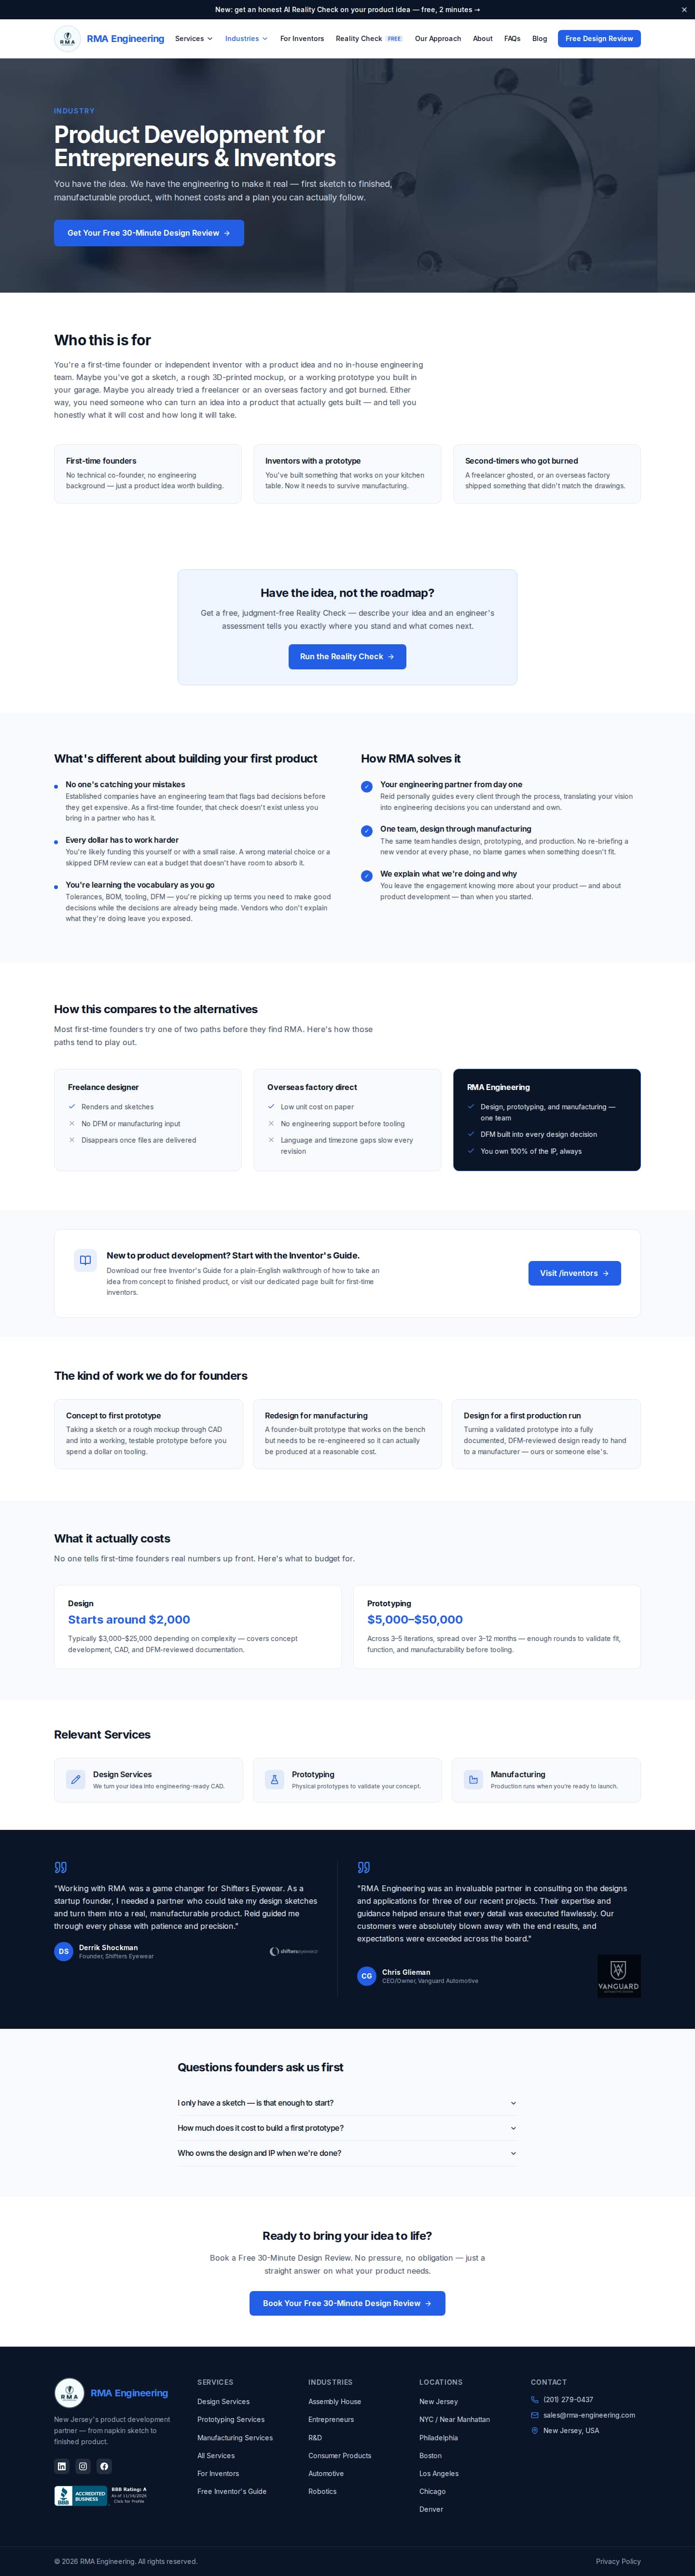 New: get an honest AI Reality Check on your product idea — free, 2 minutes →
RMA Engineering
Services
Industries
For Inventors
Reality Check FREE
Our Approach
About
FAQs
Blog
Free Design Review
INDUSTRY
Product Development for
Entrepreneurs & Inventors
You have the idea. We have the engineering to make it real — from first sketch to finished,
manufacturable product, with honest costs and a plan you can actually follow.
Get Your Free 30-Minute Design Review →
Who this is for
You're a first-time founder or independent inventor with a product idea and no in-house engineering
team. Maybe you've got a sketch, a rough 3D-printed mockup, or a working prototype you built in
your garage. Maybe you already tried a freelancer or an overseas factory and got burned. Either
way, you need someone who can turn an idea into a product that actually gets built — and tell you
honestly what it will cost and how long it will take.
First-time founders
No technical co-founder, no engineering
background — just a product idea worth building.
Inventors with a prototype
You've built something that works on your kitchen
table. Now it needs to survive manufacturing.
Second-timers who got burned
A freelancer ghosted, or an overseas factory
shipped something that didn't match the drawings.
Have the idea, not the roadmap?
Get a free, judgment-free Reality Check — describe your idea and an engineer's
assessment tells you exactly where you stand and what comes next.
Run the Reality Check →
What's different about building your first product
No one's catching your mistakes
Established companies have an engineering team that flags bad decisions before
they get expensive. As a first-time founder, that check doesn't exist unless you
bring in a partner who has it.
Every dollar has to work harder
You're likely funding this yourself or with a small raise. A wrong material choice or a
skipped DFM review can eat a budget that doesn't have room to absorb it.
You're learning the vocabulary as you go
Tolerances, BOM, tooling, DFM — you're picking up terms you need to make good
decisions while the decisions are already being made. Vendors who don't explain
what they're doing leave you exposed.
How RMA solves it
Your engineering partner from day one
Reid personally guides every client through the process, translating your vision
into engineering decisions you can understand and own.
One team, design through manufacturing
The same team handles design, prototyping, and production. No re-briefing a
new vendor at every phase, no blame games when something doesn't fit.
We explain what we're doing and why
You leave the engagement knowing more about your product — and about
product development — than when you started.
How this compares to the alternatives
Most first-time founders try one of two paths before they find RMA. Here's how those
paths tend to play out.
Freelance designer
Renders and sketches
No DFM or manufacturing input
Disappears once files are delivered
Overseas factory direct
Low unit cost on paper
No engineering support before tooling
Language and timezone gaps slow every
revision
RMA Engineering
Design, prototyping, and manufacturing —
one team
DFM built into every design decision
You own 100% of the IP, always
New to product development? Start with the Inventor's Guide.
Download our free Inventor's Guide for a plain-English walkthrough of how to take an
idea from concept to finished product, or visit our dedicated page built for first-time
inventors.
Visit /inventors →
The kind of work we do for founders
Concept to first prototype
Taking a sketch or a rough mockup through CAD
and into a working, testable prototype before you
spend a dollar on tooling.
Redesign for manufacturing
A founder-built prototype that works on the bench
but needs to be re-engineered so it can actually
be produced at a reasonable cost.
Design for a first production run
Turning a validated prototype into a fully
documented, DFM-reviewed design ready to hand
to a manufacturer — ours or someone else's.
What it actually costs
No one tells first-time founders real numbers up front. Here's what to budget for.
Design
Starts around $2,000
Typically $3,000–$25,000 depending on complexity — covers concept
development, CAD, and DFM-reviewed documentation.
Prototyping
$5,000–$50,000
Across 3–5 iterations, spread over 3–12 months — enough rounds to validate fit,
function, and manufacturability before tooling.
Relevant Services
Design Services
We turn your idea into engineering-ready CAD.
Prototyping
Physical prototypes to validate your concept.
Manufacturing
Production runs when you're ready to launch.
"Working with RMA was a game changer for Shifters Eyewear. As a
startup founder, I needed a partner who could take my design sketches
and turn them into a real, manufacturable product. Reid guided me
through every phase with patience and precision."
DS
Derrik Shockman
Founder, Shifters Eyewear
shifterseyewear
"RMA Engineering was an invaluable partner in consulting on the designs
and applications for three of our recent projects. Their expertise and
guidance helped ensure that every detail was executed flawlessly. Our
customers were absolutely blown away with the end results, and
expectations were exceeded across the board."
CG
Chris Glieman
CEO/Owner, Vanguard Automotive
VANGUARD
Questions founders ask us first
I only have a sketch — is that enough to start?
How much does it cost to build a first prototype?
Who owns the design and IP when we're done?
Ready to bring your idea to life?
Book a Free 30-Minute Design Review. No pressure, no obligation — just a
straight answer on what your product needs.
Book Your Free 30-Minute Design Review →
RMA Engineering
New Jersey's product development
partner — from napkin sketch to
finished product.
BBB
ACCREDITED
BUSINESS
BBB Rating: A
Click for Profile
SERVICES
Design Services
Prototyping Services
Manufacturing Services
All Services
For Inventors
Free Inventor's Guide
INDUSTRIES
Assembly House
Entrepreneurs
R&D
Consumer Products
Automotive
Robotics
LOCATIONS
New Jersey
NYC / Near Manhattan
Philadelphia
Boston
Los Angeles
Chicago
Denver
CONTACT
(201) 279-0437
sales@rma-engineering.com
New Jersey, USA
© 2026 RMA Engineering. All rights reserved.
Privacy Policy